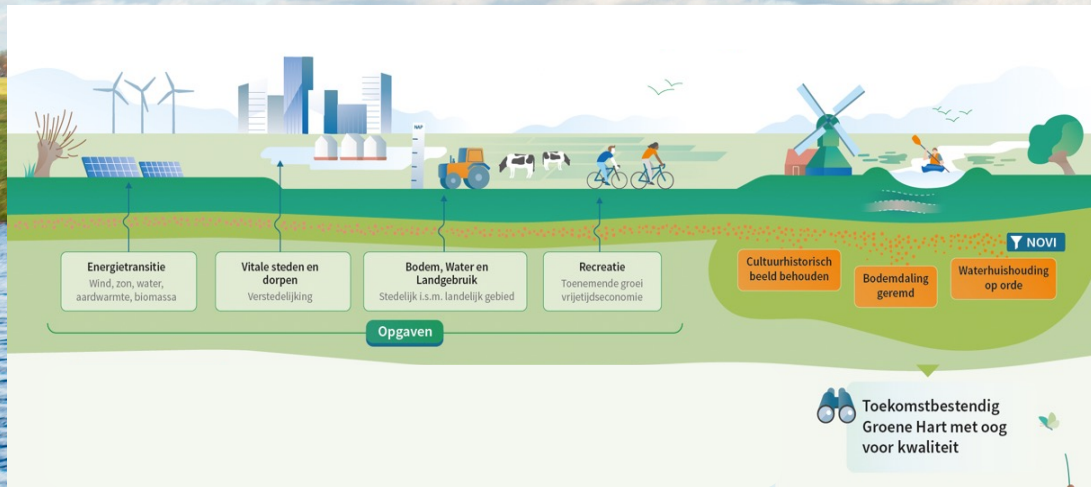 NAP
Energietransitie
Wind, zon, water,
aardwarmte, biomassa
Vitale steden en
dorpen
Verstedelijking
Bodem, Water en
Landgebruik
Stedelijk i.s.m. landelijk gebied
Recreatie
Toenemende groei
vrijetijdseconomie
Opgaven
NOVI
Cultuurhistorisch
beeld behouden
Bodemdaling
geremd
Waterhuishouding
op orde
Toekomstbestendig
Groene Hart met oog
voor kwaliteit